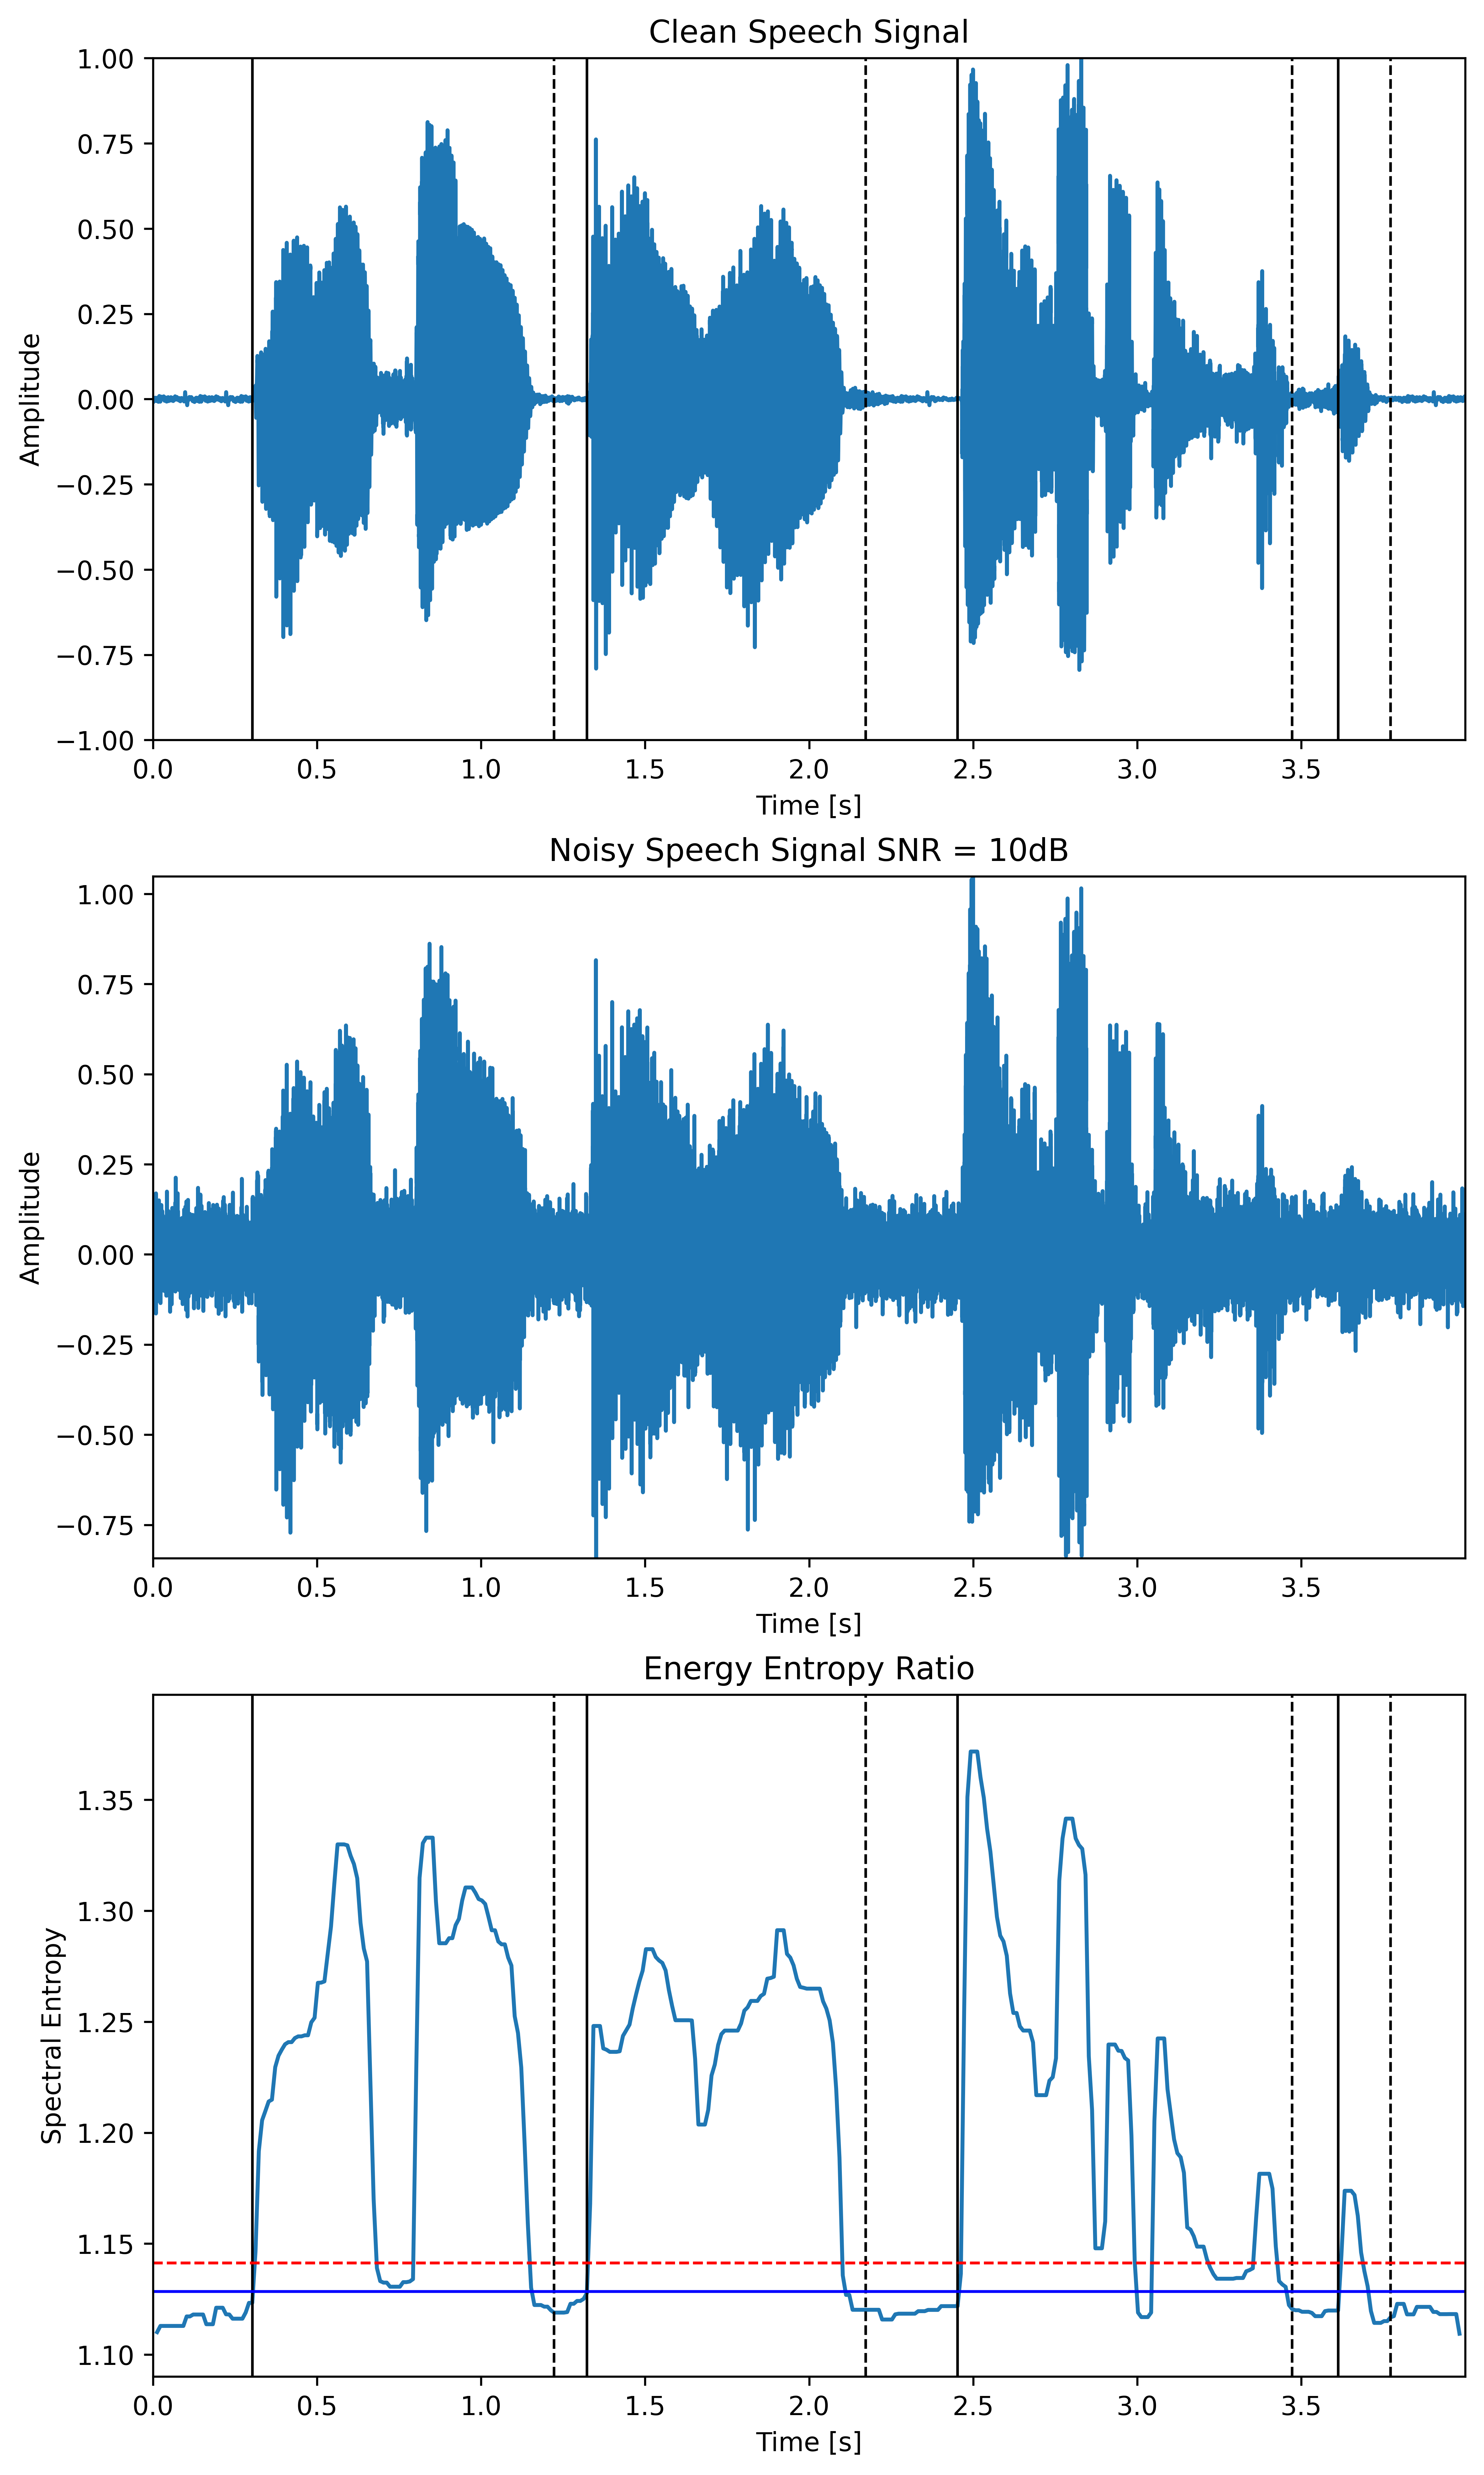 Clean Speech Signal
1.00
0.75
0.50
0.25
0.00
−0.25
−0.50
−0.75
−1.00
Amplitude
0.0 0.5 1.0 1.5 2.0 2.5 3.0 3.5
Time [s]
Noisy Speech Signal SNR = 10dB
1.00
0.75
0.50
0.25
0.00
−0.25
−0.50
−0.75
Amplitude
0.0 0.5 1.0 1.5 2.0 2.5 3.0 3.5
Time [s]
Energy Entropy Ratio
1.35
1.30
1.25
1.20
1.15
1.10
Spectral Entropy
0.0 0.5 1.0 1.5 2.0 2.5 3.0 3.5
Time [s]